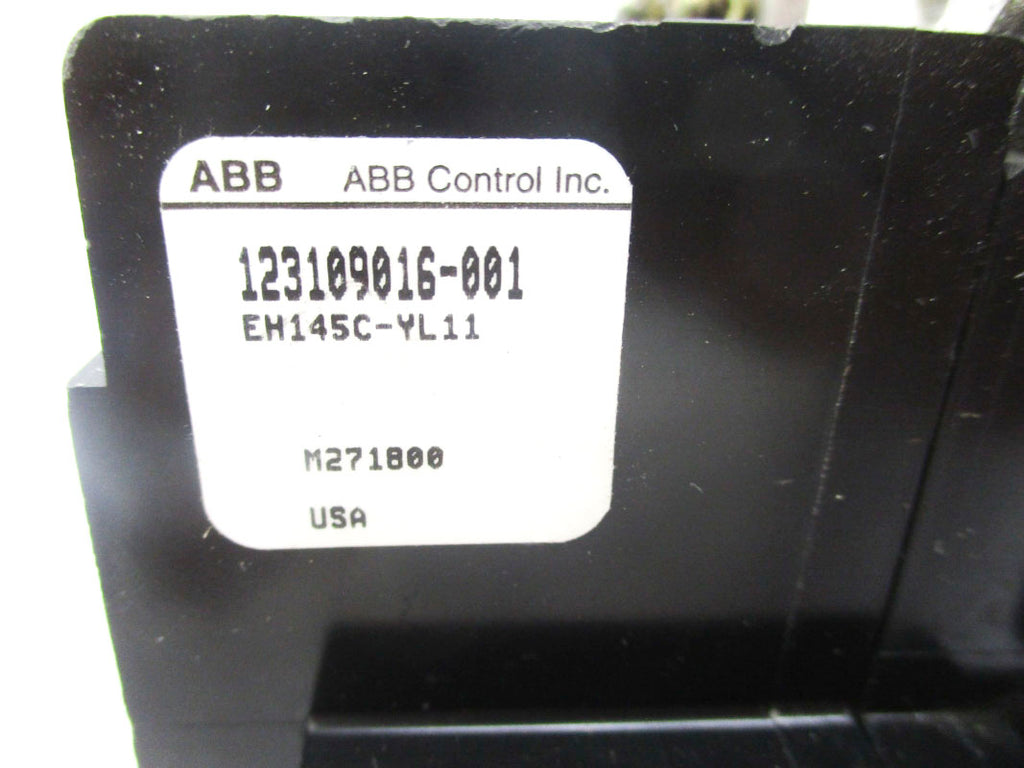 ABB ABB Control Inc.
123109016-001
EH145C-YL11
M271800
USA